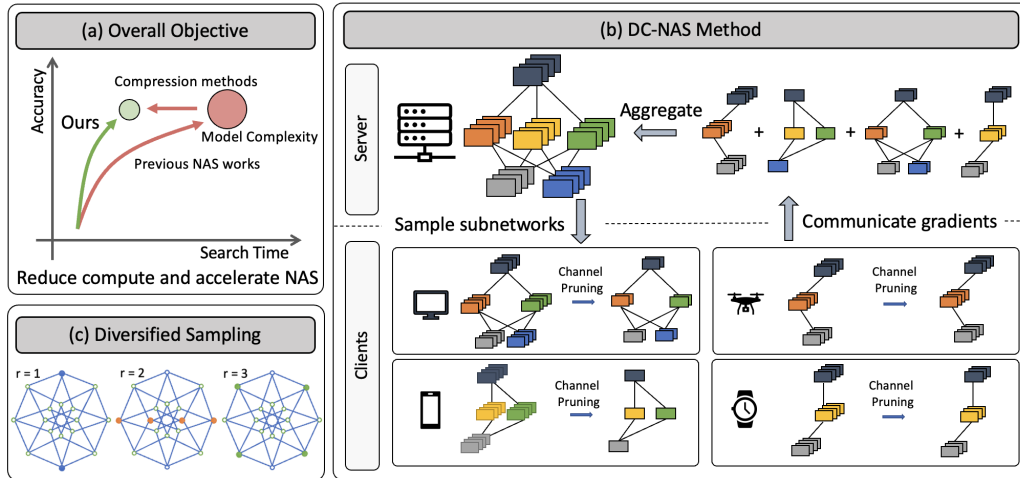 (a) Overall Objective
Accuracy
Compression methods
Ours
Model Complexity
Previous NAS works
Search Time
Reduce compute and accelerate NAS
(c) Diversified Sampling
r = 1
r = 2
r = 3
(b) DC-NAS Method
Server
Aggregate
+
+
+
Sample subnetworks
Communicate gradients
Clients
Channel
Pruning
Channel
Pruning
Channel
Pruning
Channel
Pruning